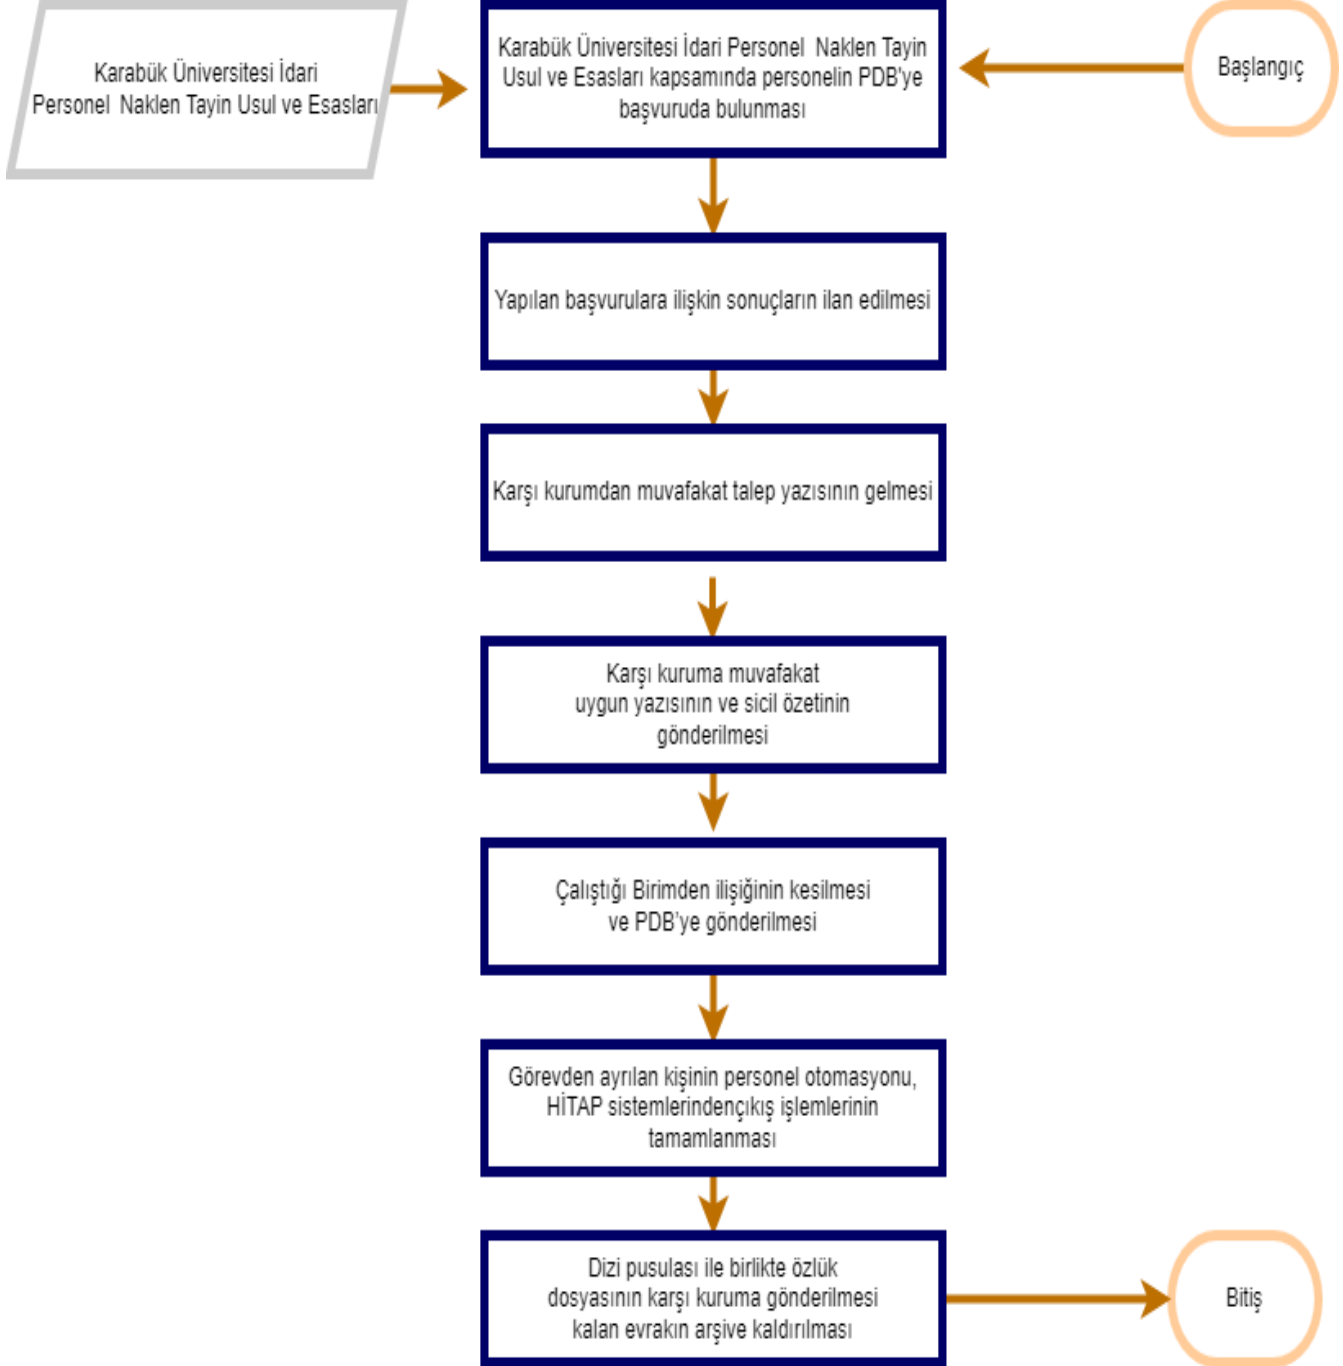 Karabük Üniversitesi İdari
Personel  Naklen Tayin Usul ve Esasları
Karabük Üniversitesi İdari Personel  Naklen Tayin
Usul ve Esasları kapsamında personelin PDB'ye
başvuruda bulunması
Başlangıç
Yapılan başvurulara ilişkin sonuçların ilan edilmesi
Karşı kurumdan muvafakat talep yazısının gelmesi
Karşı kuruma muvafakat
uygun yazısının ve sicil özetinin
gönderilmesi
Çalıştığı Birimden ilişiğinin kesilmesi
ve PDB'ye gönderilmesi
Görevden ayrılan kişinin personel otomasyonu,
HİTAP sistemlerindençıkış işlemlerinin
tamamlanması
Dizi pusulası ile birlikte özlük
dosyasının karşı kuruma gönderilmesi
kalan evrakın arşive kaldırılması
Bitiş